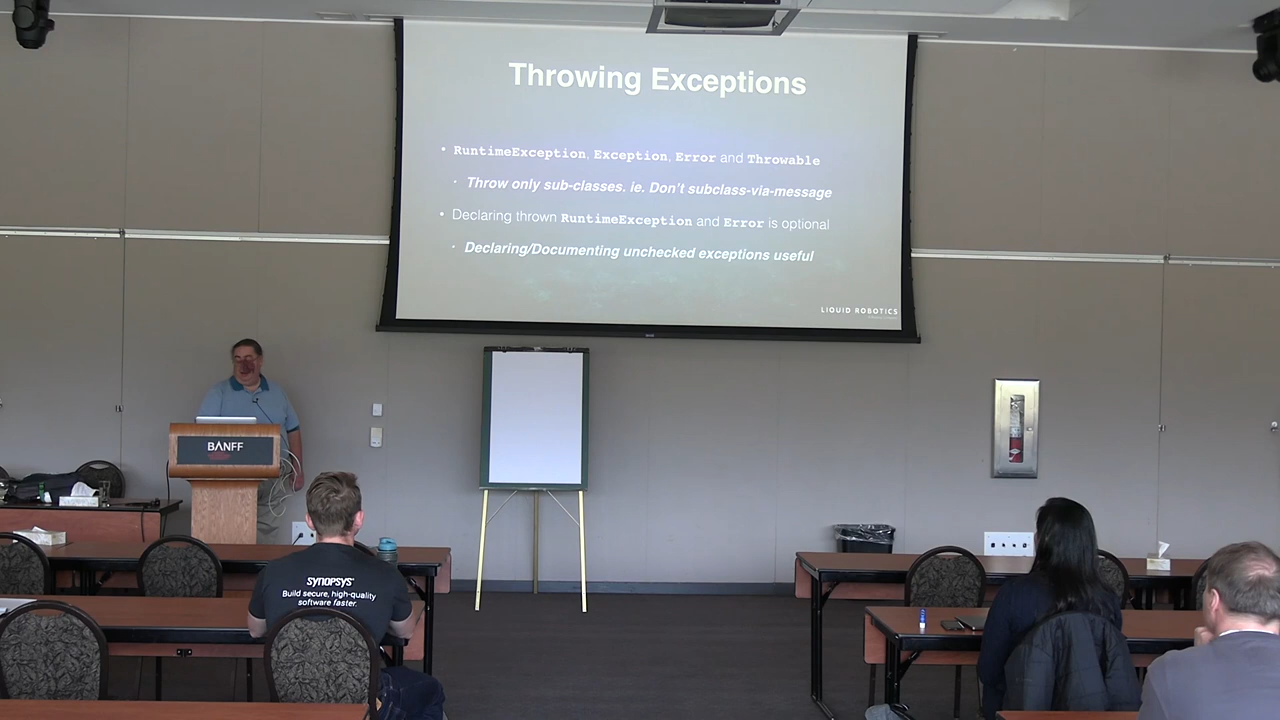 Throwing Exceptions
• RuntimeException, Exception, Error and Throwable
• Throw only sub-classes. ie. Don't subclass-via-message
• Declaring thrown RuntimeException and Error is optional
• Declaring/Documenting unchecked exceptions useful
LIQUID ROBOTICS
BANFF
SYNOPSYS®
Build secure, high-quality
software faster.